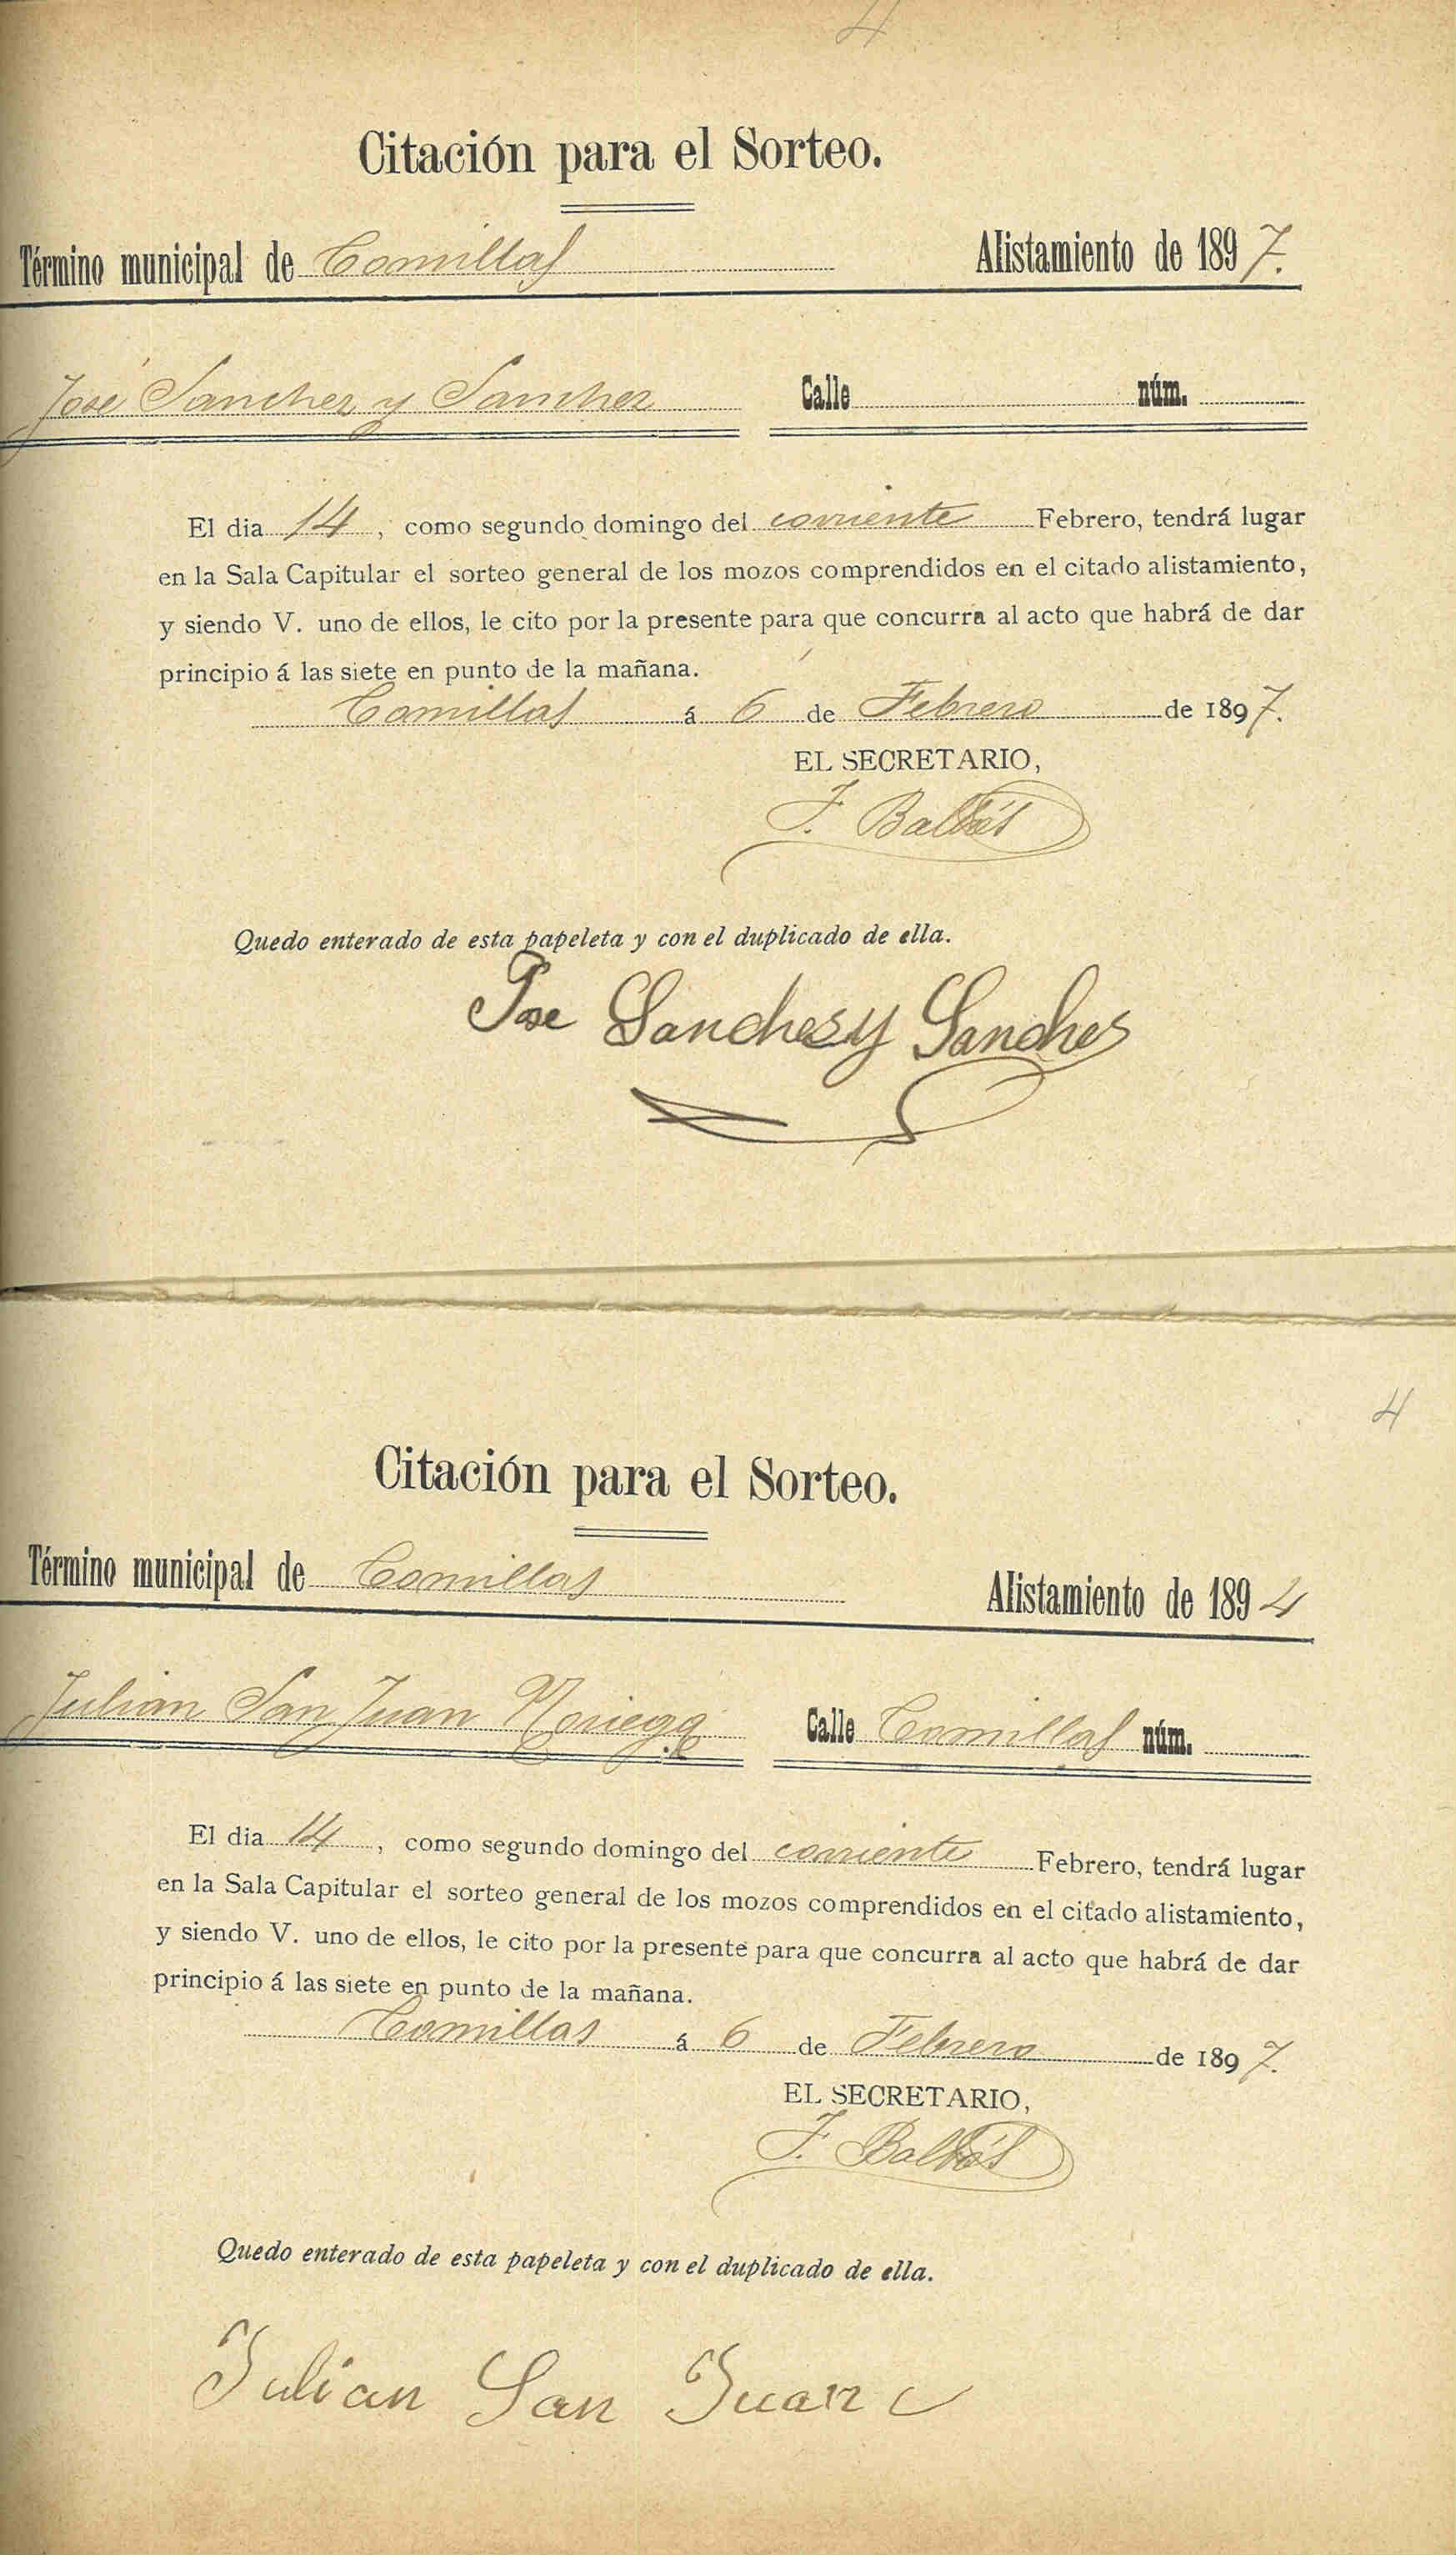 4
Citación para el Sorteo.
Término municipal de Comillas Alistamiento de 1897.
José Sanchez y Sanchez Calle núm.
El dia 14, como segundo domingo del corriente Febrero, tendrá lugar
en la Sala Capitular el sorteo general de los mozos comprendidos en el citado alistamiento,
y siendo V. uno de ellos, le cito por la presente para que concurra al acto que habrá de dar
principio á las siete en punto de la mañana.
Comillas á 6 de Febrero de 1897.
EL SECRETARIO,
F. Balbás
Quedo enterado de esta papeleta y con el duplicado de ella.
Jose Sanches y Sanches
4
Citación para el Sorteo.
Término municipal de Comillas Alistamiento de 189
Julian San Juan Noriega Calle Comillas núm.
El dia 14, como segundo domingo del corriente Febrero, tendrá lugar
en la Sala Capitular el sorteo general de los mozos comprendidos en el citado alistamiento,
y siendo V. uno de ellos, le cito por la presente para que concurra al acto que habrá de dar
principio á las siete en punto de la mañana.
Comillas á 6 de Febrero de 1897.
EL SECRETARIO,
F. Balbás
Quedo enterado de esta papeleta y con el duplicado de ella.
Julian San Juan